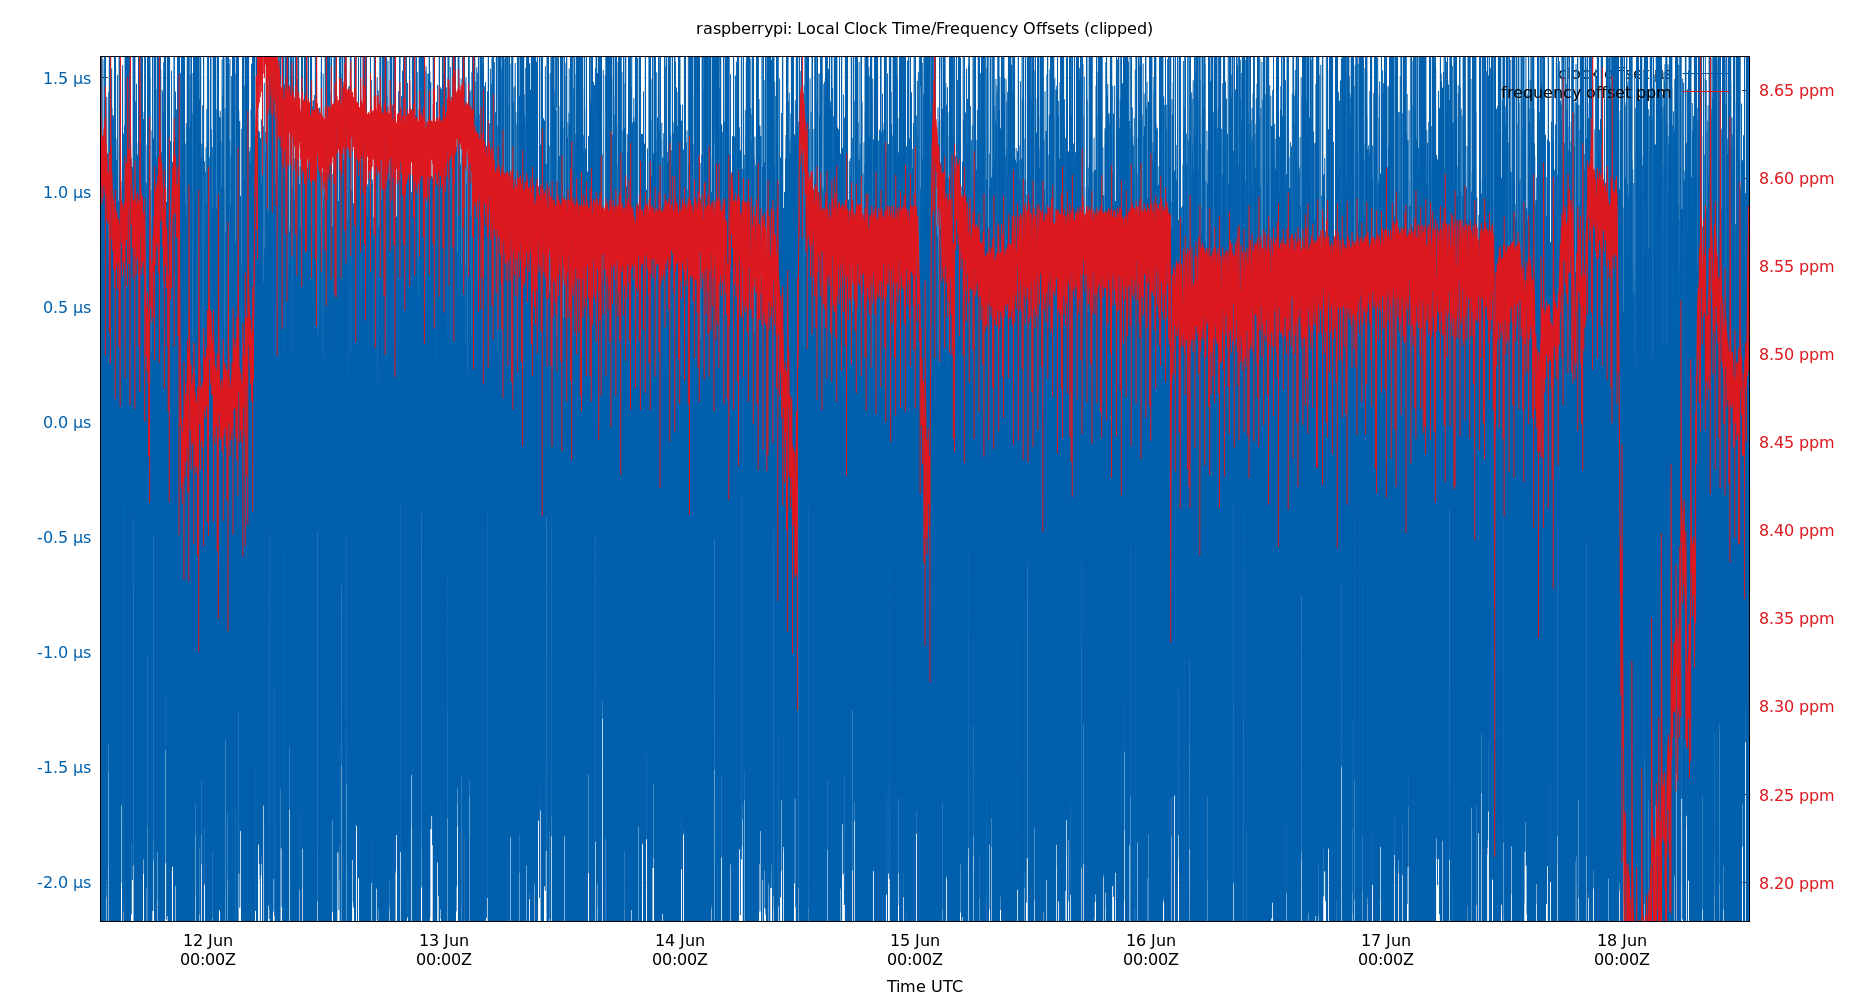 raspberrypi: Local Clock Time/Frequency Offsets (clipped)
clock offset µs
frequency offset ppm
1.5 µs
1.0 µs
0.5 µs
0.0 µs
-0.5 µs
-1.0 µs
-1.5 µs
-2.0 µs
8.65 ppm
8.60 ppm
8.55 ppm
8.50 ppm
8.45 ppm
8.40 ppm
8.35 ppm
8.30 ppm
8.25 ppm
8.20 ppm
12 Jun 13 Jun 14 Jun 15 Jun 16 Jun 17 Jun 18 Jun
00:00Z 00:00Z 00:00Z 00:00Z 00:00Z 00:00Z 00:00Z
Time UTC